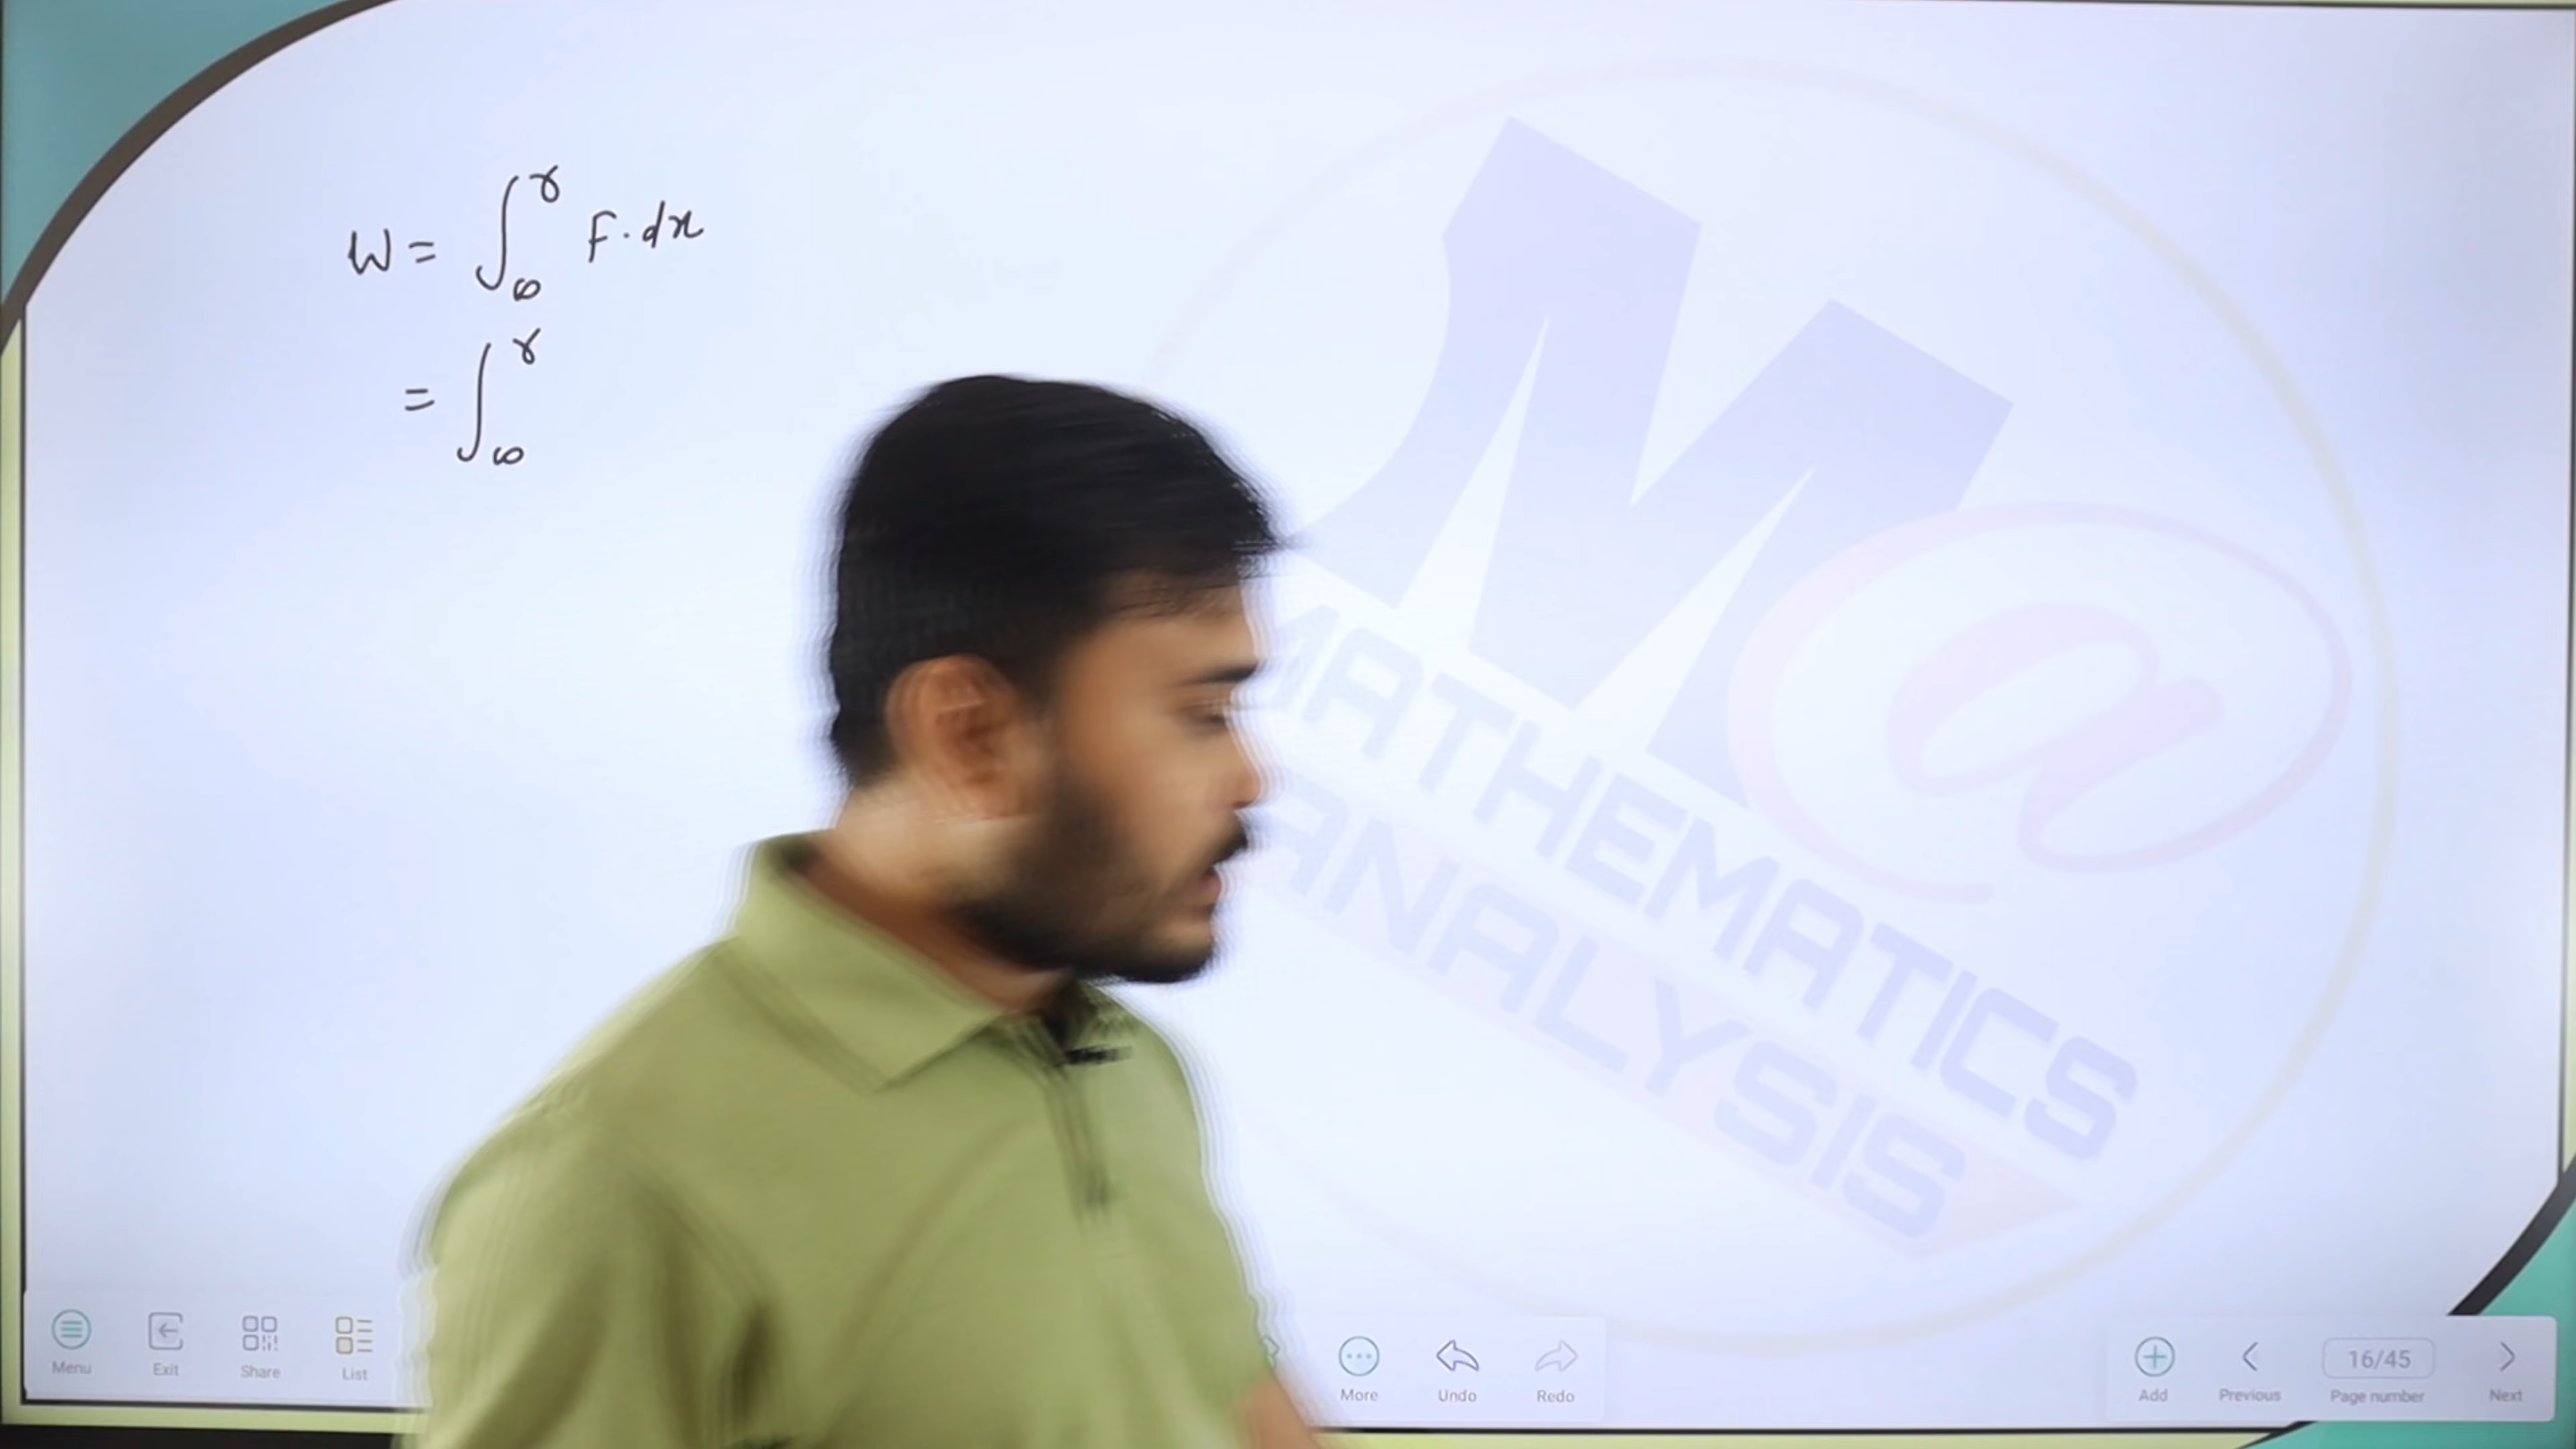 W = ∫_∞^r F.dx
= ∫_∞^r
M@
MATHEMATICS
ANALYSIS
Menu
Exit
Share
List
More
Undo
Redo
Add
Previous
16/45
Page number
Next